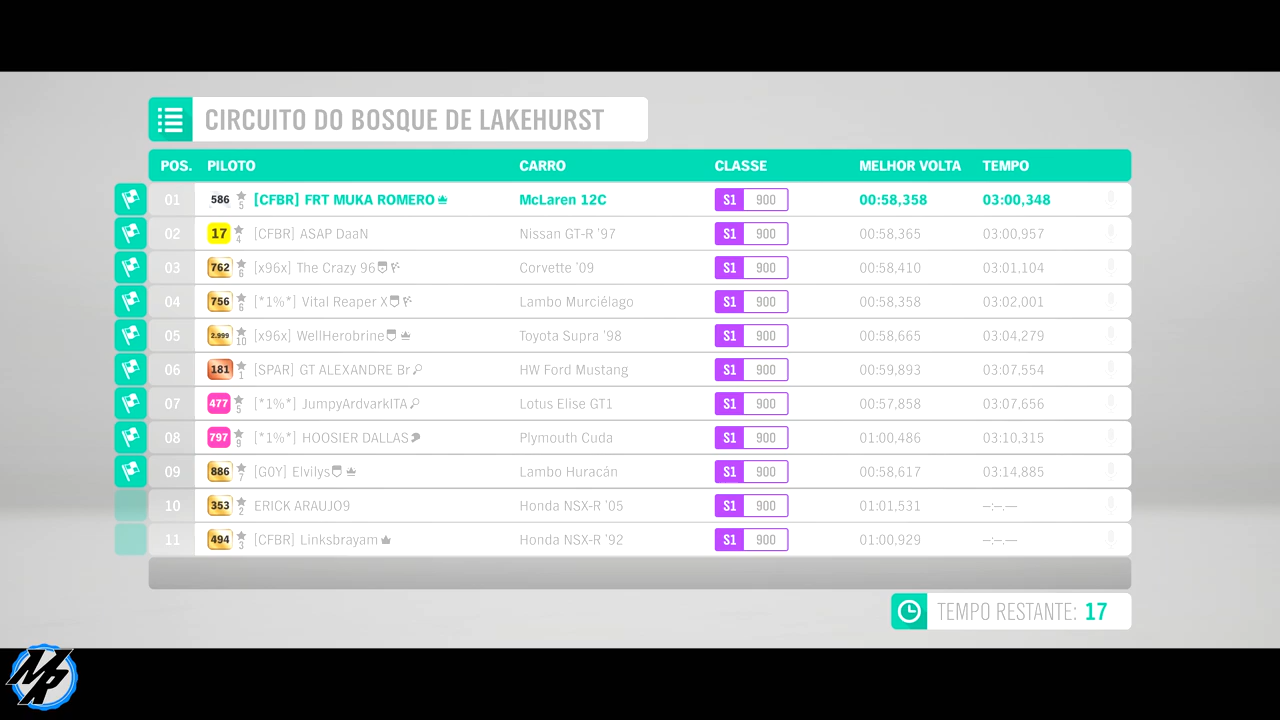 CIRCUITO DO BOSQUE DE LAKEHURST
POS. PILOTO CARRO CLASSE MELHOR VOLTA TEMPO
01 586 5 [CFBR] FRT MUKA ROMERO McLaren 12C S1 900 00:58,358 03:00,348
02 17 4 [CFBR] ASAP DaaN Nissan GT-R '97 S1 900 00:58,365 03:00,957
03 762 6 [x96x] The Crazy 96 Corvette '09 S1 900 00:58,410 03:01,104
04 756 6 [*1%*] Vital Reaper X Lambo Murciélago S1 900 00:58,358 03:02,001
05 2.999 10 [x96x] WellHerobrine Toyota Supra '98 S1 900 00:58,665 03:04,279
06 181 1 [SPAR] GT ALEXANDRE Br HW Ford Mustang S1 900 00:59,893 03:07,554
07 477 5 [*1%*] JumpyArdvarkITA Lotus Elise GT1 S1 900 00:57,858 03:07,656
08 797 9 [*1%*] HOOSIER DALLAS Plymouth Cuda S1 900 01:00,486 03:10,315
09 886 7 [GOY] Elvilys Lambo Huracán S1 900 00:58,617 03:14,885
10 353 2 ERICK ARAUJO9 Honda NSX-R '05 S1 900 01:01,531 --:--.---
11 494 3 [CFBR] Linksbrayam Honda NSX-R '92 S1 900 01:00,929 --:--.---
TEMPO RESTANTE: 17